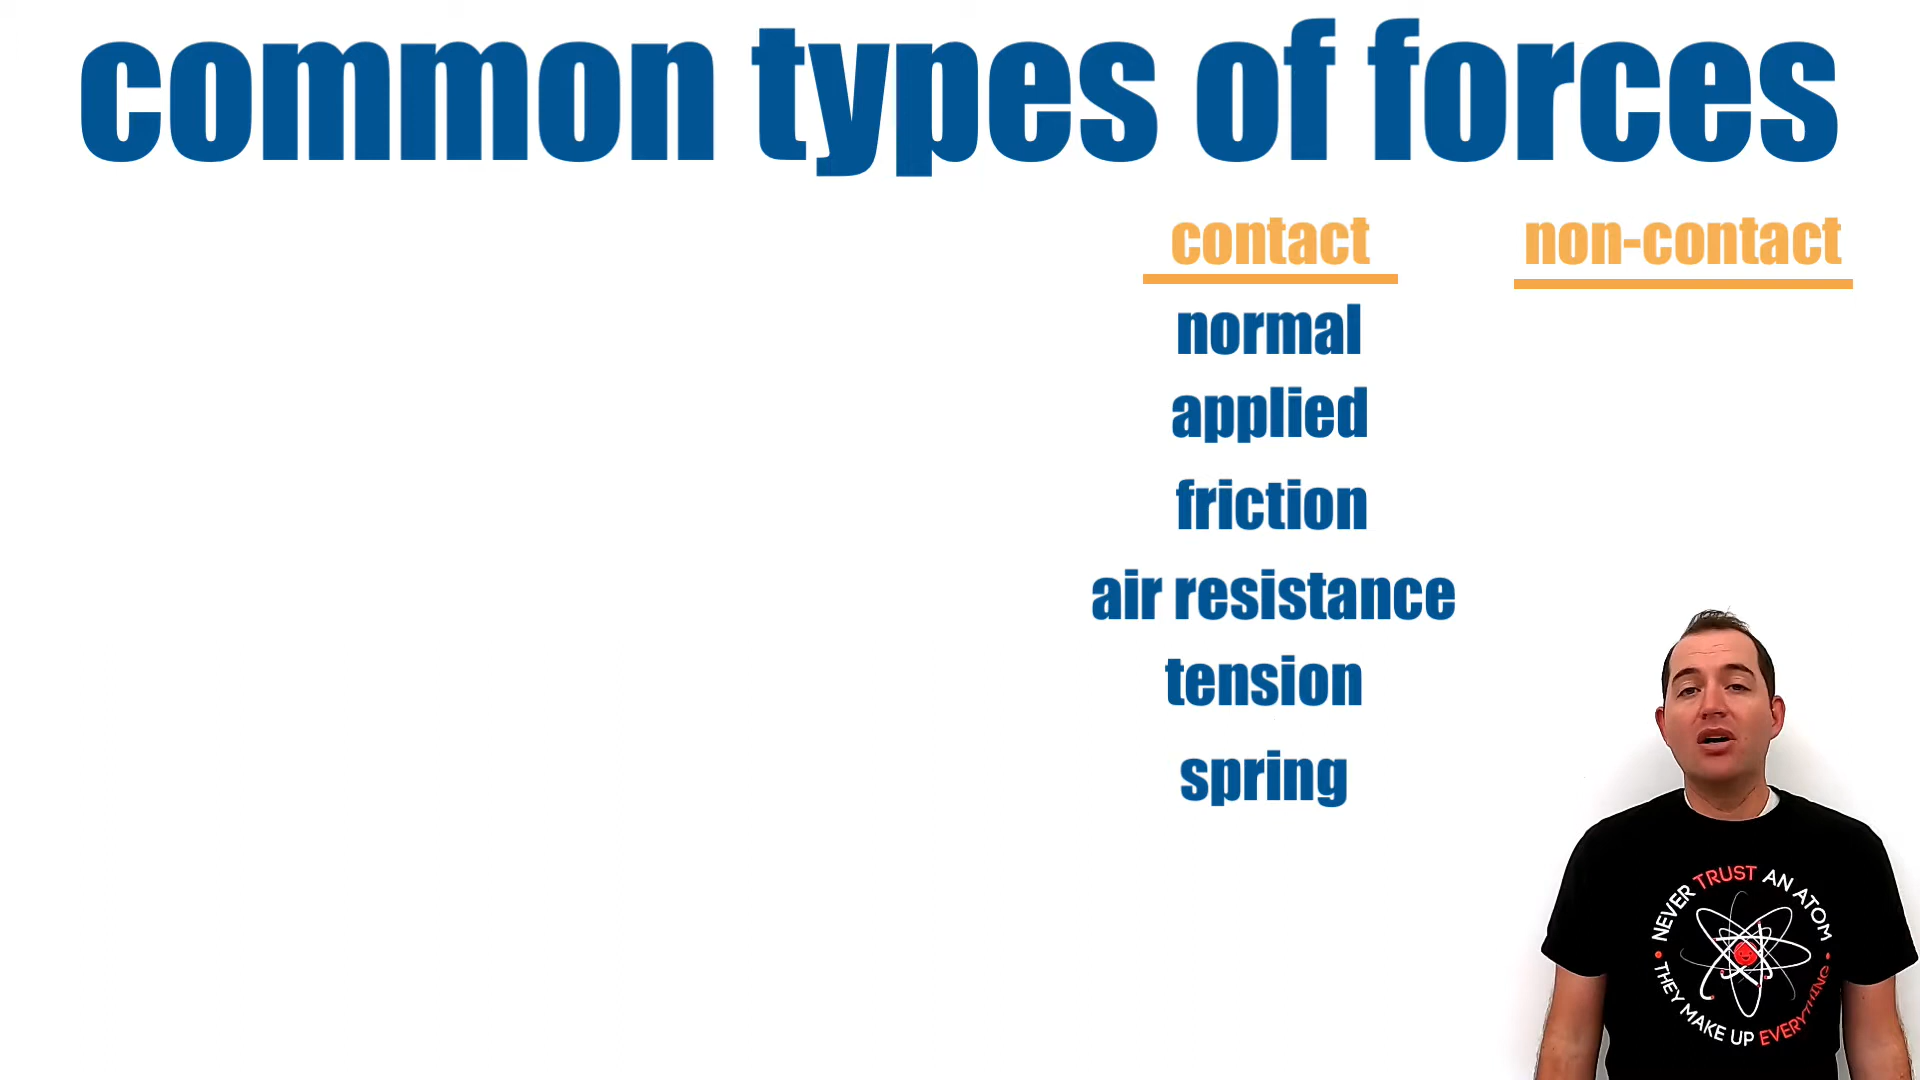 common types of forces
contact
non-contact
normal
applied
friction
air resistance
tension
spring
• NEVER TRUST AN ATOM •
THEY MAKE UP EVERYTHING